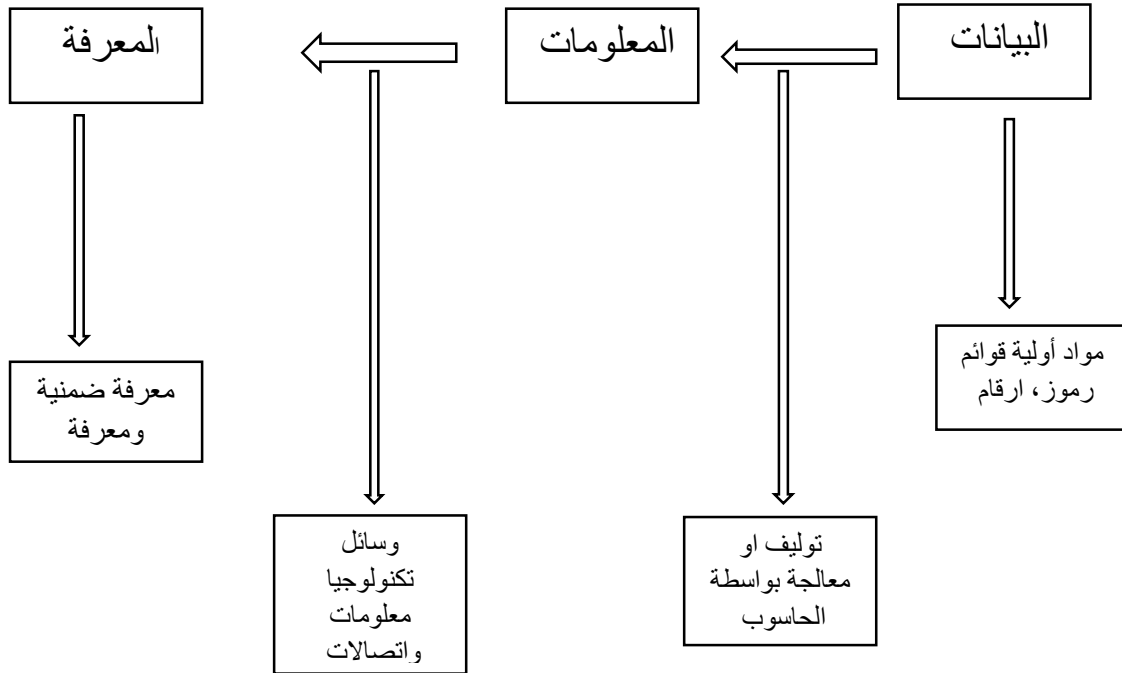 البيانات
المعلومات
المعرفة
مواد أولية قوائم
رموز، ارقام
معرفة ضمنية
ومعرفة
توليف او
معالجة بواسطة
الحاسوب
وسائل
تكنولوجيا
معلومات
واتصالات